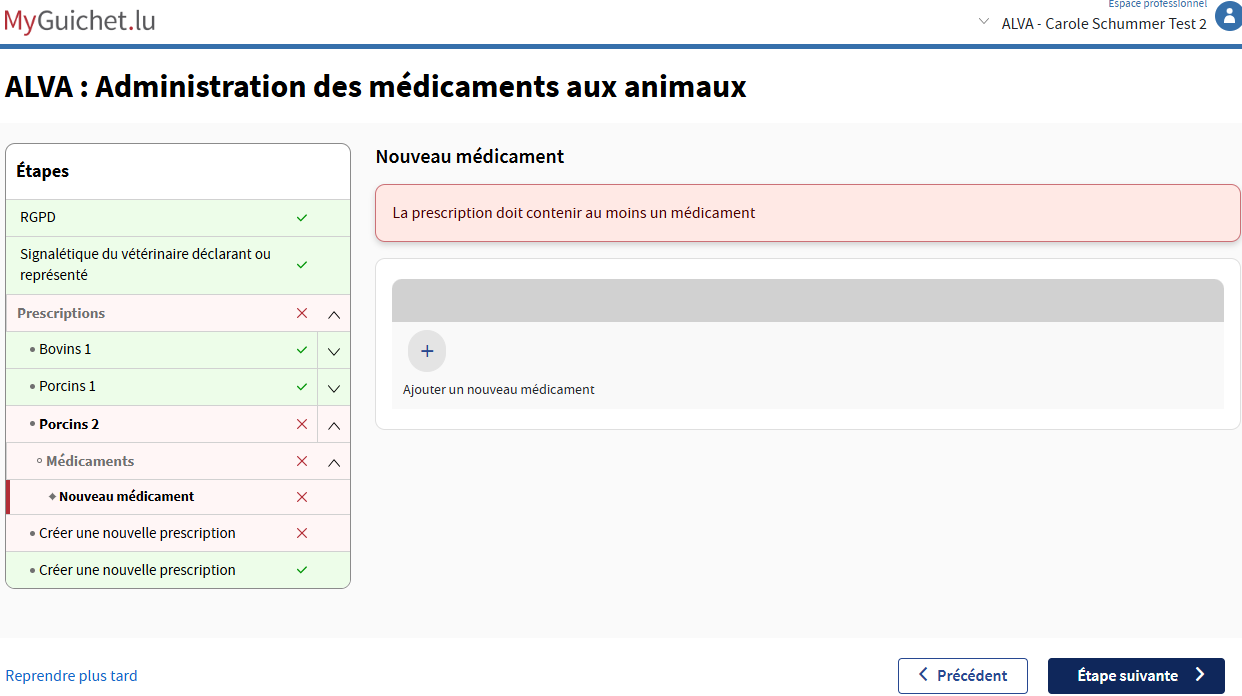 MyGuichet.lu
Espace professionnel
ALVA - Carole Schummer Test 2
ALVA : Administration des médicaments aux animaux
Étapes
RGPD
Signalétique du vétérinaire déclarant ou
représenté
Prescriptions
Bovins 1
Porcins 1
Porcins 2
Médicaments
Nouveau médicament
Créer une nouvelle prescription
Créer une nouvelle prescription
Nouveau médicament
La prescription doit contenir au moins un médicament
Ajouter un nouveau médicament
Reprendre plus tard
Précédent
Étape suivante